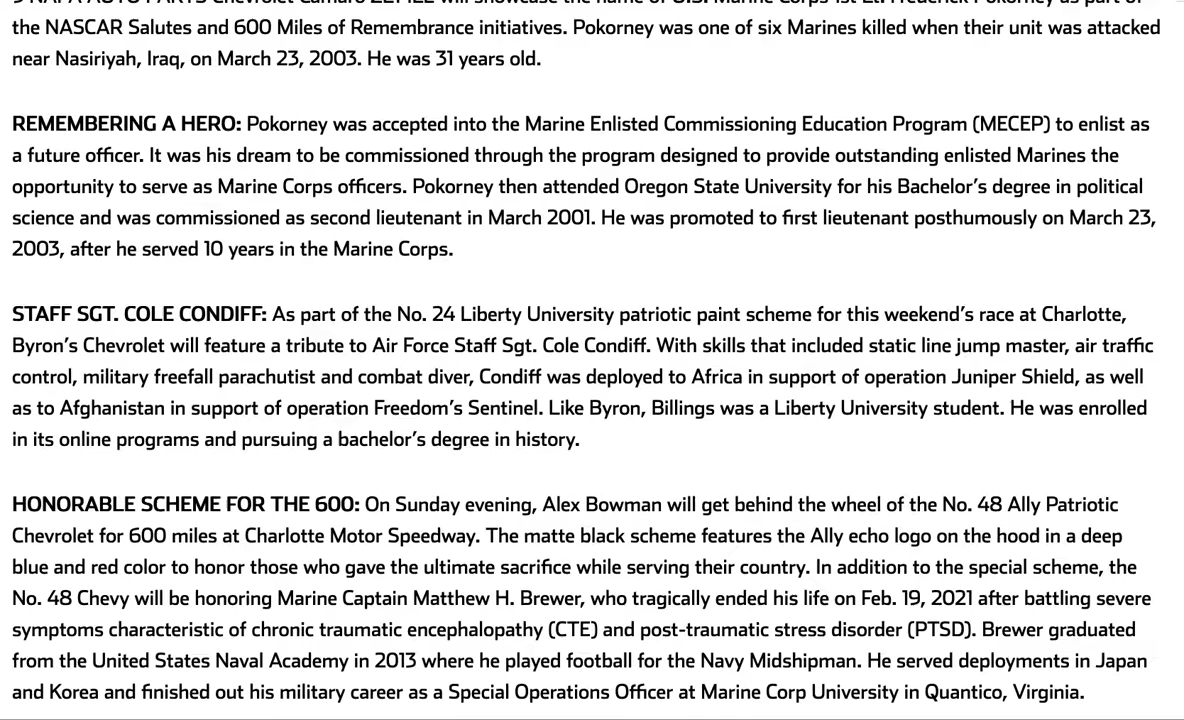 the NASCAR Salutes and 600 Miles of Remembrance initiatives. Pokorney was one of six Marines killed when their unit was attacked
near Nasiriyah, Iraq, on March 23, 2003. He was 31 years old.
REMEMBERING A HERO: Pokorney was accepted into the Marine Enlisted Commissioning Education Program (MECEP) to enlist as
a future officer. It was his dream to be commissioned through the program designed to provide outstanding enlisted Marines the
opportunity to serve as Marine Corps officers. Pokorney then attended Oregon State University for his Bachelor's degree in political
science and was commissioned as second lieutenant in March 2001. He was promoted to first lieutenant posthumously on March 23,
2003, after he served 10 years in the Marine Corps.
STAFF SGT. COLE CONDIFF: As part of the No. 24 Liberty University patriotic paint scheme for this weekend's race at Charlotte,
Byron's Chevrolet will feature a tribute to Air Force Staff Sgt. Cole Condiff. With skills that included static line jump master, air traffic
control, military freefall parachutist and combat diver, Condiff was deployed to Africa in support of operation Juniper Shield, as well
as to Afghanistan in support of operation Freedom's Sentinel. Like Byron, Billings was a Liberty University student. He was enrolled
in its online programs and pursuing a bachelor's degree in history.
HONORABLE SCHEME FOR THE 600: On Sunday evening, Alex Bowman will get behind the wheel of the No. 48 Ally Patriotic
Chevrolet for 600 miles at Charlotte Motor Speedway. The matte black scheme features the Ally echo logo on the hood in a deep
blue and red color to honor those who gave the ultimate sacrifice while serving their country. In addition to the special scheme, the
No. 48 Chevy will be honoring Marine Captain Matthew H. Brewer, who tragically ended his life on Feb. 19, 2021 after battling severe
symptoms characteristic of chronic traumatic encephalopathy (CTE) and post-traumatic stress disorder (PTSD). Brewer graduated
from the United States Naval Academy in 2013 where he played football for the Navy Midshipman. He served deployments in Japan
and Korea and finished out his military career as a Special Operations Officer at Marine Corp University in Quantico, Virginia.